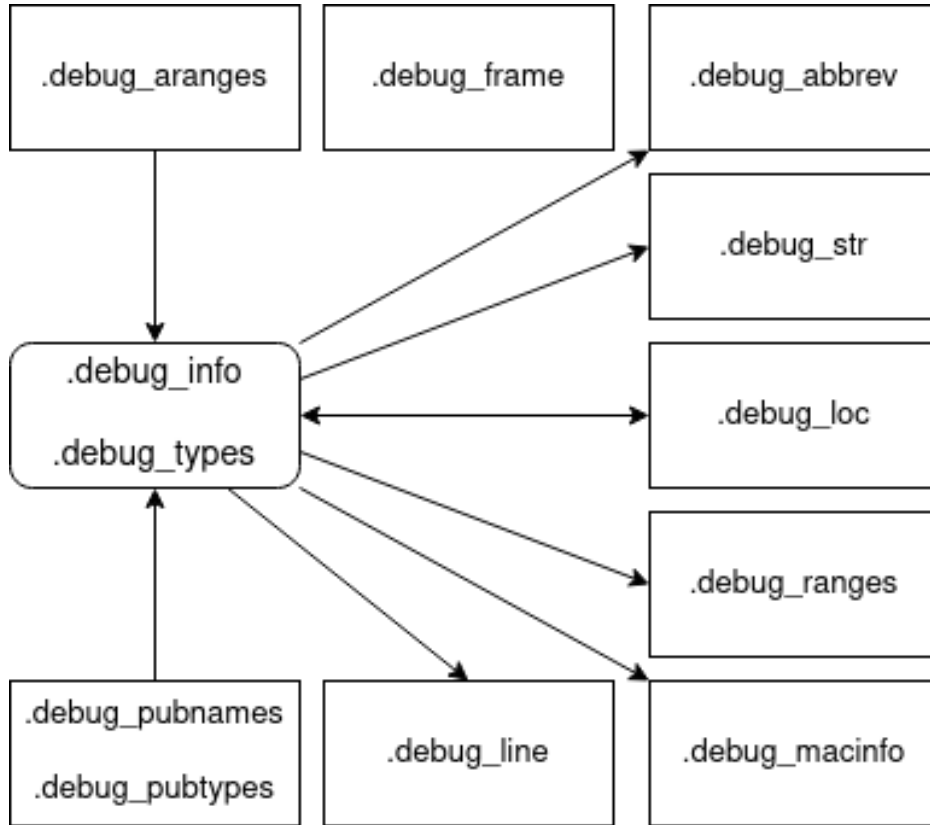 .debug_aranges
.debug_frame
.debug_abbrev
.debug_str
.debug_info
.debug_types
.debug_loc
.debug_ranges
.debug_pubnames
.debug_pubtypes
.debug_line
.debug_macinfo